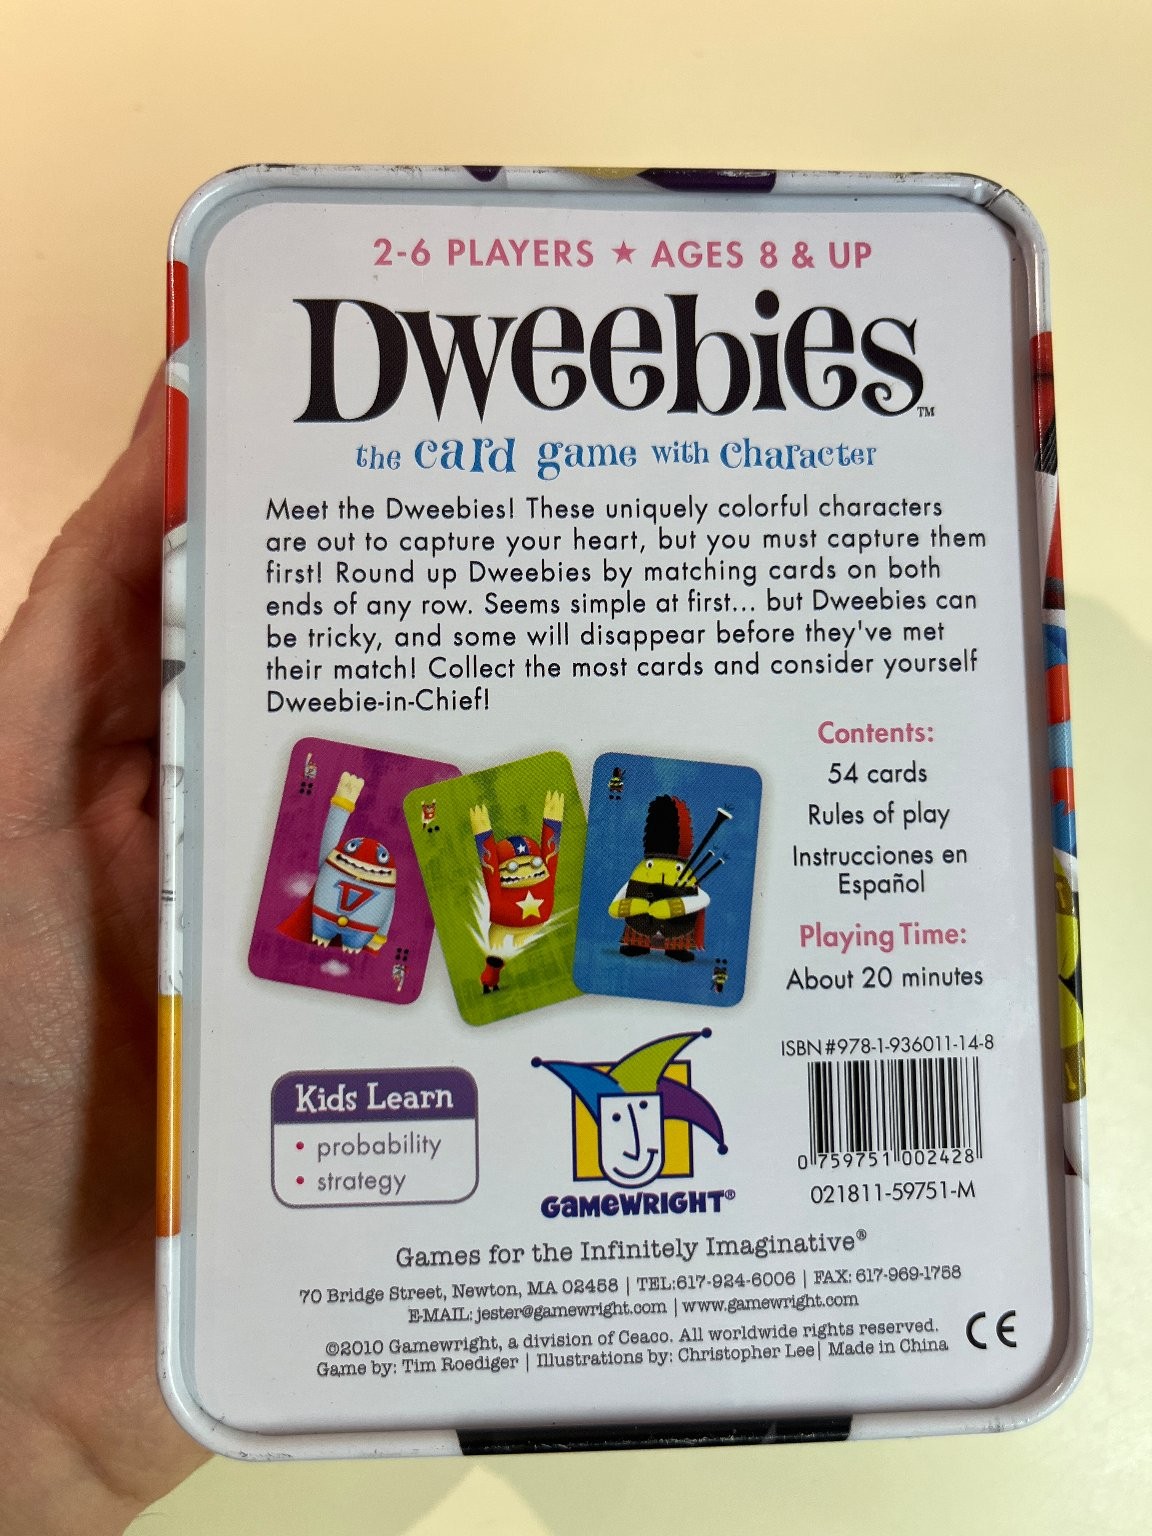 2-6 PLAYERS ★ AGES 8 & UP
Dweebies™
the card game with character
Meet the Dweebies! These uniquely colorful characters
are out to capture your heart, but you must capture them
first! Round up Dweebies by matching cards on both
ends of any row. Seems simple at first... but Dweebies can
be tricky, and some will disappear before they've met
their match! Collect the most cards and consider yourself
Dweebie-in-Chief!
Contents:
54 cards
Rules of play
Instrucciones en
Español
Playing Time:
About 20 minutes
D
Kids Learn
• probability
• strategy
GAMEWRIGHT®
ISBN#978-1-936011-14-8
0 759751 002428
021811-59751-M
Games for the Infinitely Imaginative®
70 Bridge Street, Newton, MA 02458 | TEL:617-924-6006 | FAX: 617-969-1758
E-MAIL: jester@gamewright.com | www.gamewright.com
©2010 Gamewright, a division of Ceaco. All worldwide rights reserved.
Game by: Tim Roediger | Illustrations by: Christopher Lee| Made in China
CE